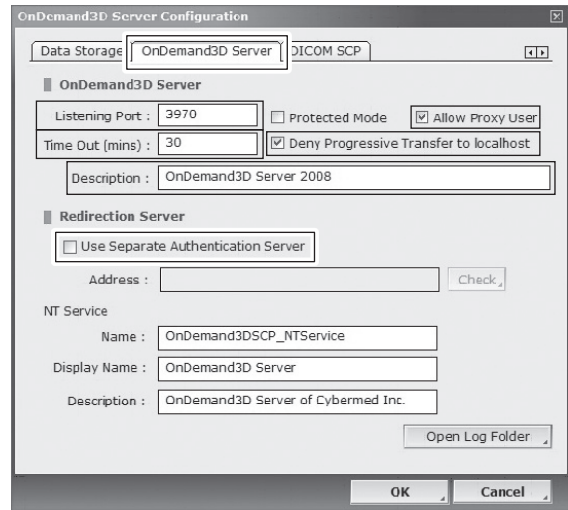 OnDemand3D Server Configuration
Data Storage OnDemand3D Server DICOM SCP
OnDemand3D Server
Listening Port : 3970 Protected Mode Allow Proxy User
Time Out (mins) : 30 Deny Progressive Transfer to localhost
Description : OnDemand3D Server 2008
Redirection Server
Use Separate Authentication Server
Address : Check
NT Service
Name : OnDemand3DSCP_NTService
Display Name : OnDemand3D Server
Description : OnDemand3D Server of Cybermed Inc.
Open Log Folder
OK Cancel